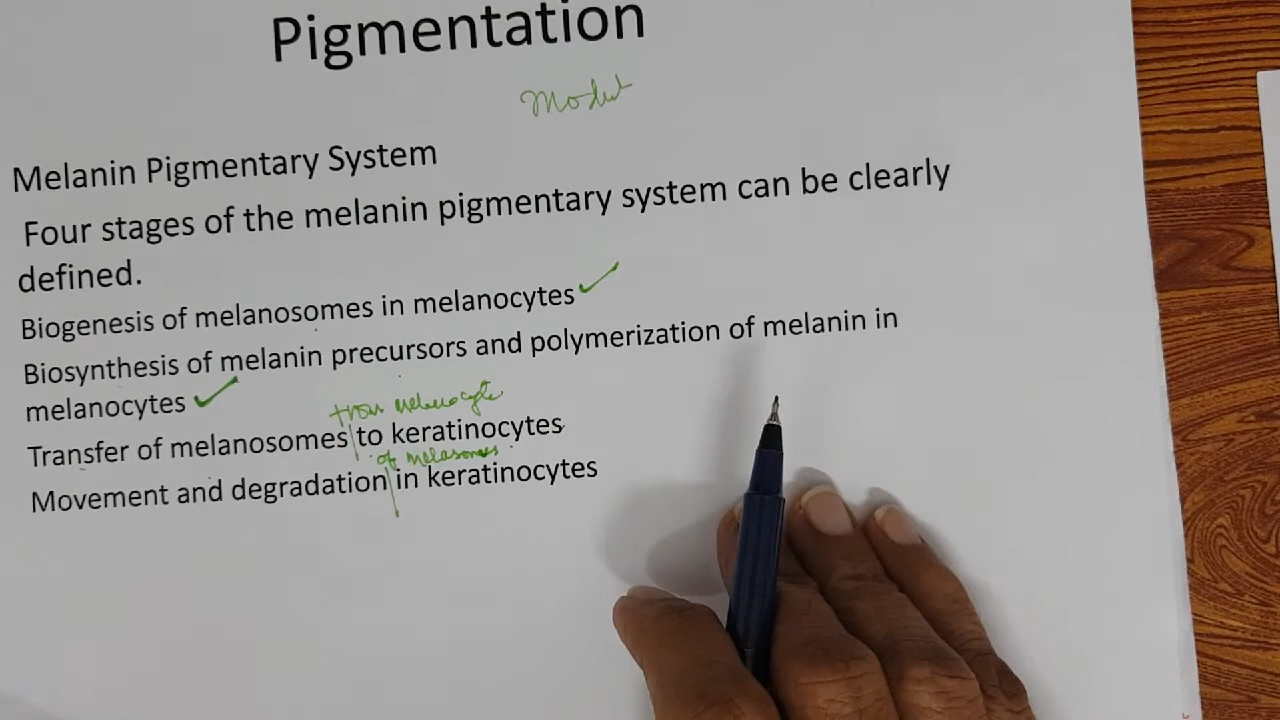 Pigmentation
Melanin Pigmentary System
Four stages of the melanin pigmentary system can be clearly
defined.
Biogenesis of melanosomes in melanocytes
Biosynthesis of melanin precursors and polymerization of melanin in
melanocytes
from melanocyte
Transfer of melanosomes to keratinocytes
of melasomes
Movement and degradation in keratinocytes